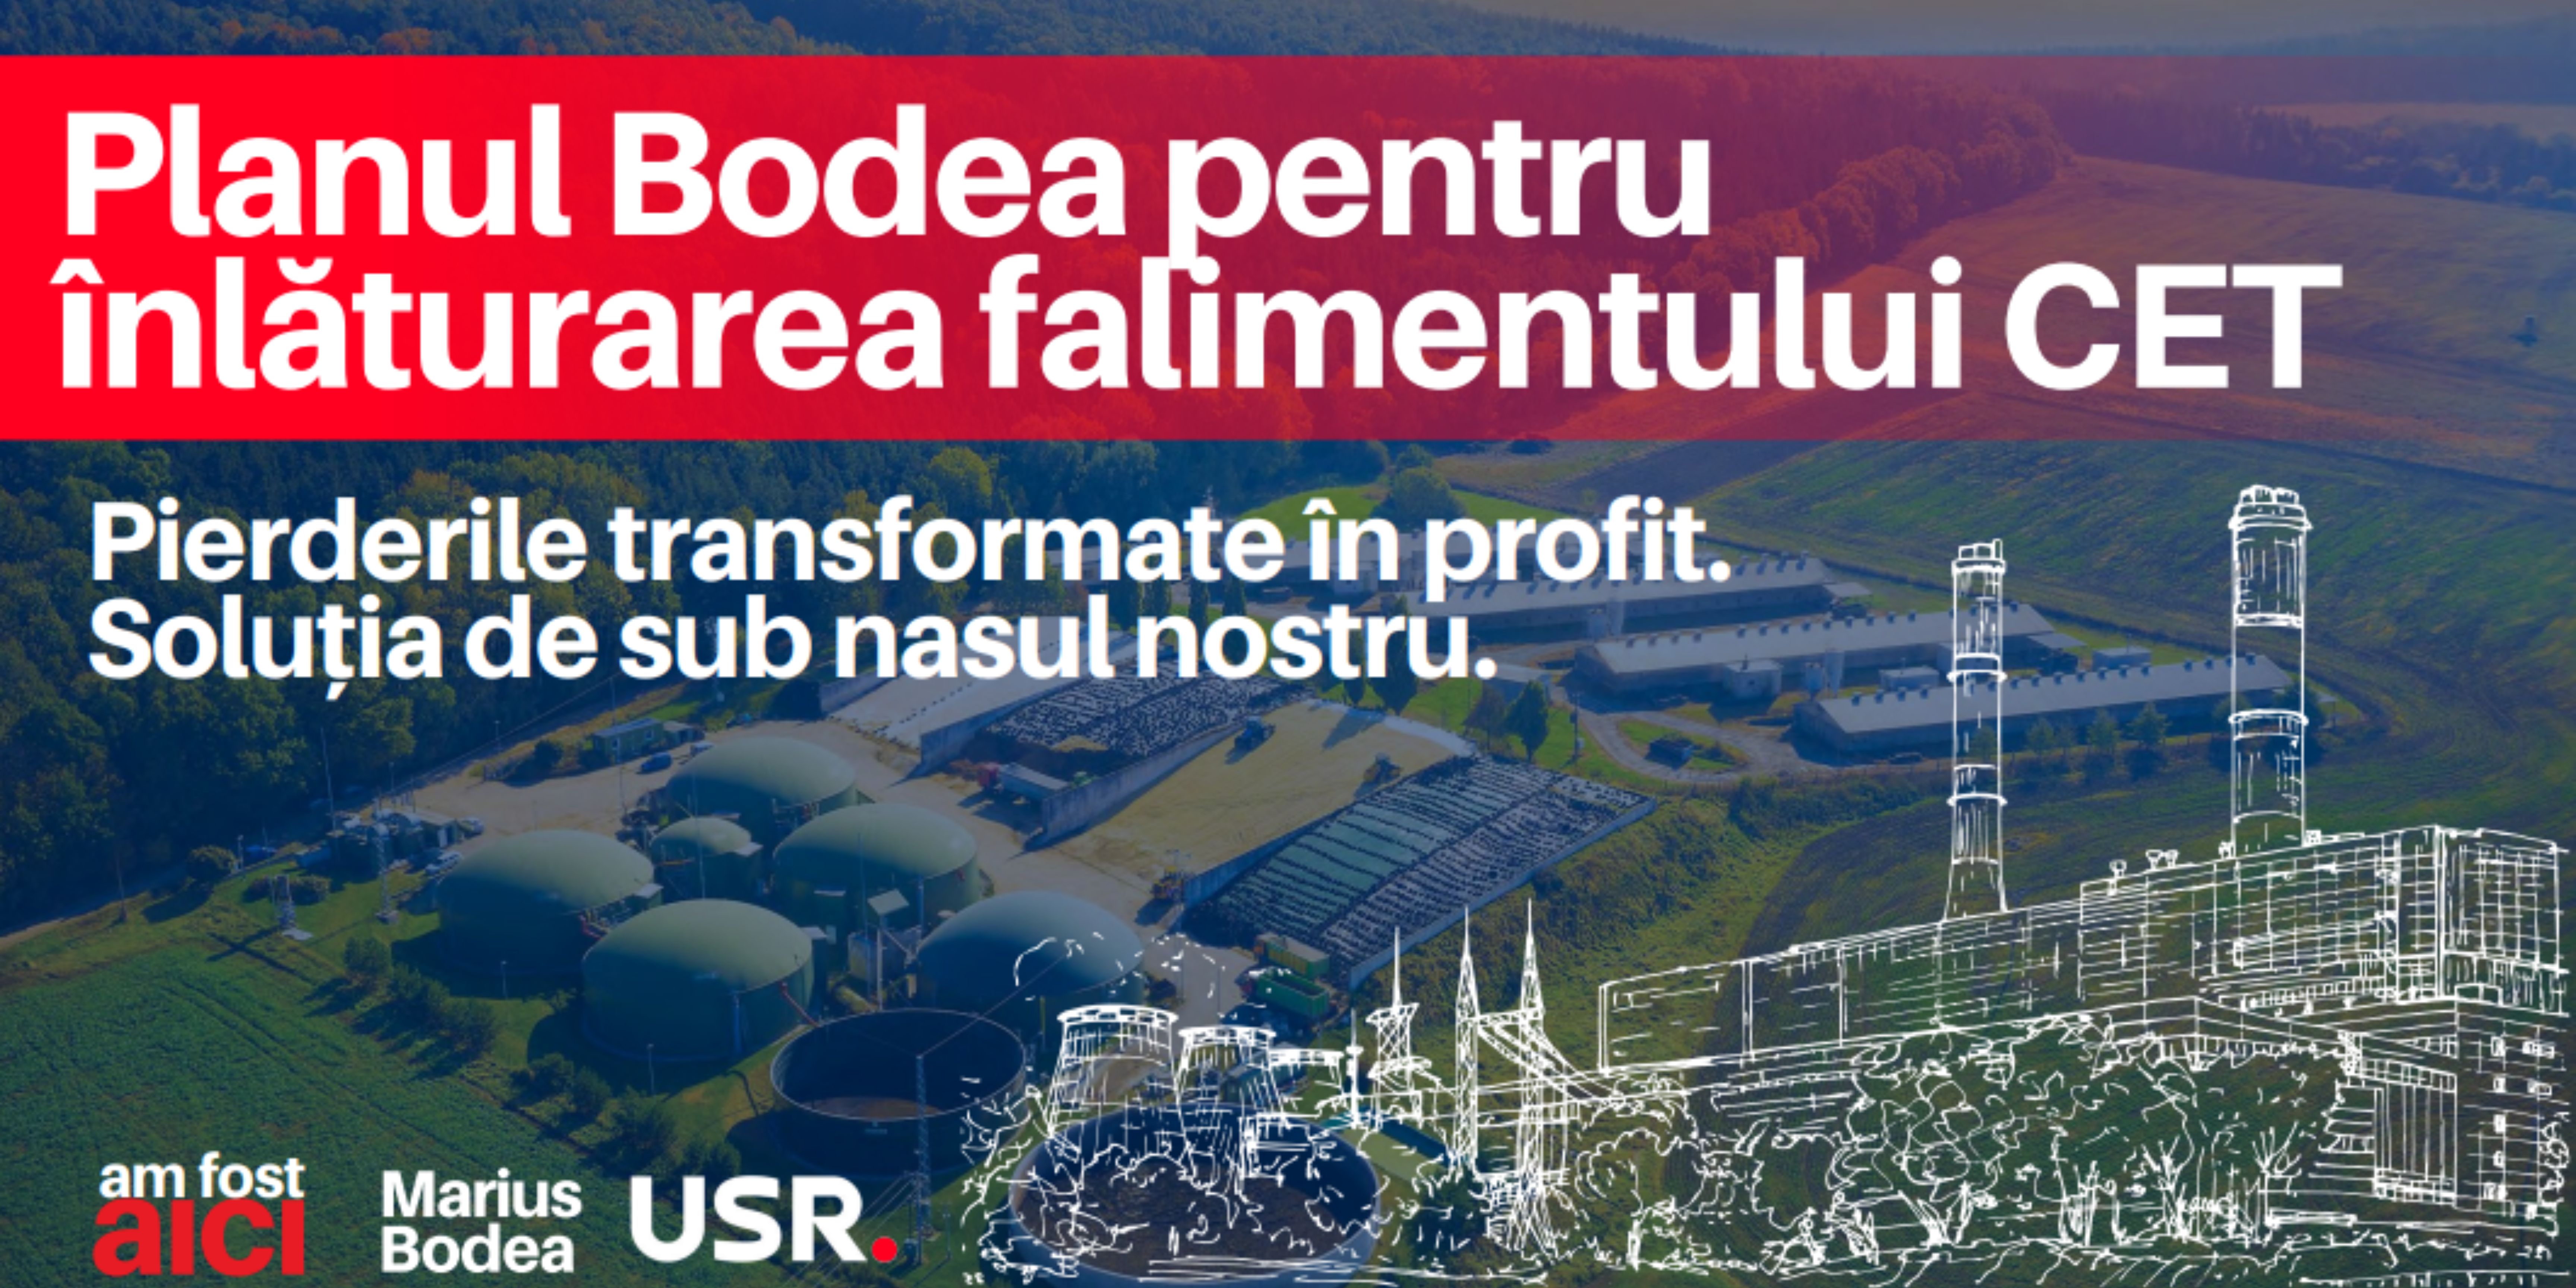 Planul Bodea pentru
înlăturarea falimentului CET
Pierderile transformate în profit.
Soluția de sub nasul nostru.
am fost
aici
Marius
Bodea
USR.